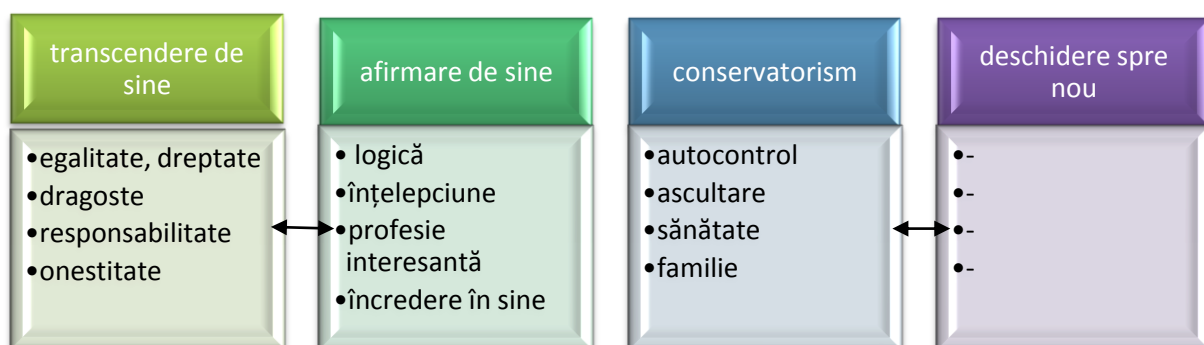 transcendere de
sine
•egalitate, dreptate
•dragoste
•responsabilitate
•onestitate
afirmare de sine
• logică
•înțelepciune
•profesie
interesantă
•încredere în sine
conservatorism
•autocontrol
•ascultare
•sănătate
•familie
deschidere spre
nou
•-
•-
•-
•-